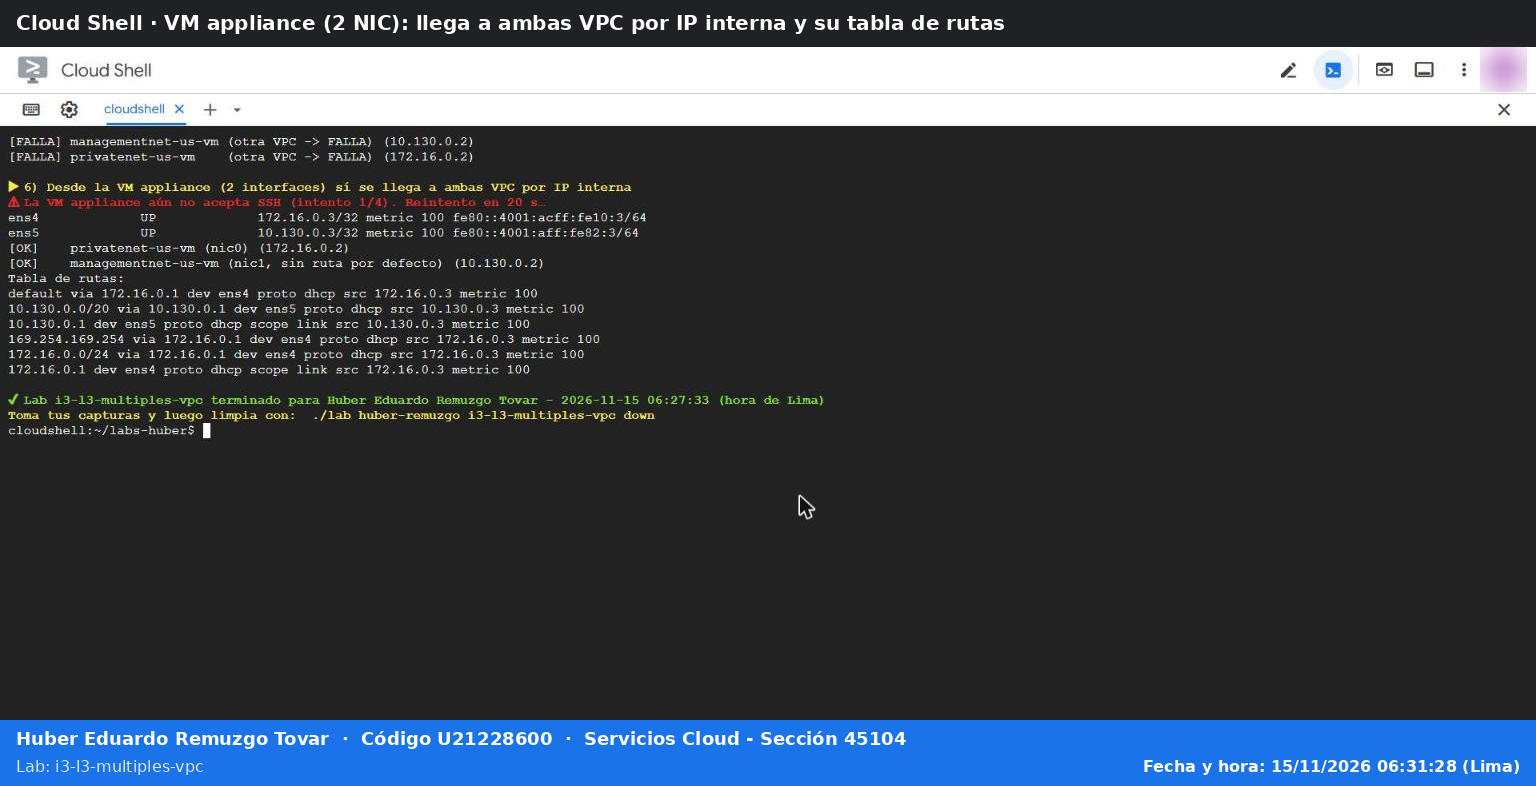 Cloud Shell · VM appliance (2 NIC): llega a ambas VPC por IP interna y su tabla de rutas
Cloud Shell
cloudshell
[FALLA] managementnet-us-vm (otra VPC -> FALLA) (10.130.0.2)
[FALLA] privatenet-us-vm    (otra VPC -> FALLA) (172.16.0.2)
▶ 6) Desde la VM appliance (2 interfaces) sí se llega a ambas VPC por IP interna
⚠ La VM appliance aún no acepta SSH (intento 1/4). Reintento en 20 s…
ens4             UP             172.16.0.3/32 metric 100 fe80::4001:acff:fe10:3/64
ens5             UP             10.130.0.3/32 metric 100 fe80::4001:aff:fe82:3/64
[OK]    privatenet-us-vm (nic0) (172.16.0.2)
[OK]    managementnet-us-vm (nic1, sin ruta por defecto) (10.130.0.2)
Tabla de rutas:
default via 172.16.0.1 dev ens4 proto dhcp src 172.16.0.3 metric 100
10.130.0.0/20 via 10.130.0.1 dev ens5 proto dhcp src 10.130.0.3 metric 100
10.130.0.1 dev ens5 proto dhcp scope link src 10.130.0.3 metric 100
169.254.169.254 via 172.16.0.1 dev ens4 proto dhcp src 172.16.0.3 metric 100
172.16.0.0/24 via 172.16.0.1 dev ens4 proto dhcp src 172.16.0.3 metric 100
172.16.0.1 dev ens4 proto dhcp scope link src 172.16.0.3 metric 100
✔ Lab i3-l3-multiples-vpc terminado para Huber Eduardo Remuzgo Tovar - 2026-11-15 06:27:33 (hora de Lima)
Toma tus capturas y luego limpia con:  ./lab huber-remuzgo i3-l3-multiples-vpc down
cloudshell:~/labs-huber$
Huber Eduardo Remuzgo Tovar · Código U21228600 · Servicios Cloud - Sección 45104
Lab: i3-l3-multiples-vpc
Fecha y hora: 15/11/2026 06:31:28 (Lima)